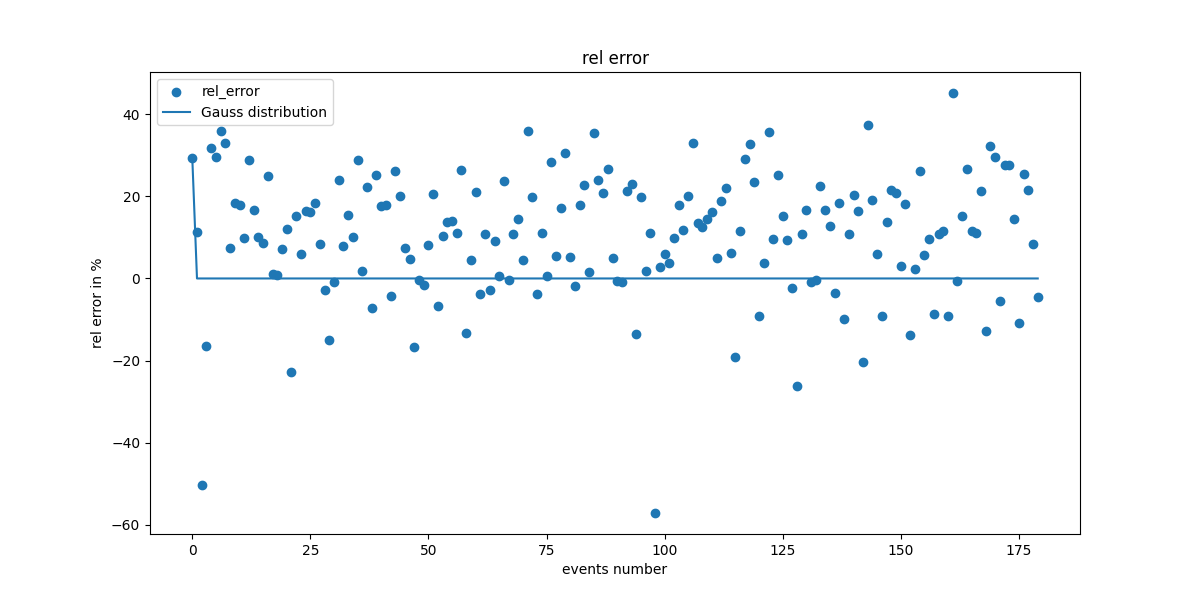 rel error
rel_error
Gauss distribution
40
20
0
−20
−40
−60
rel error in %
0
25
50
75
100
125
150
175
events number